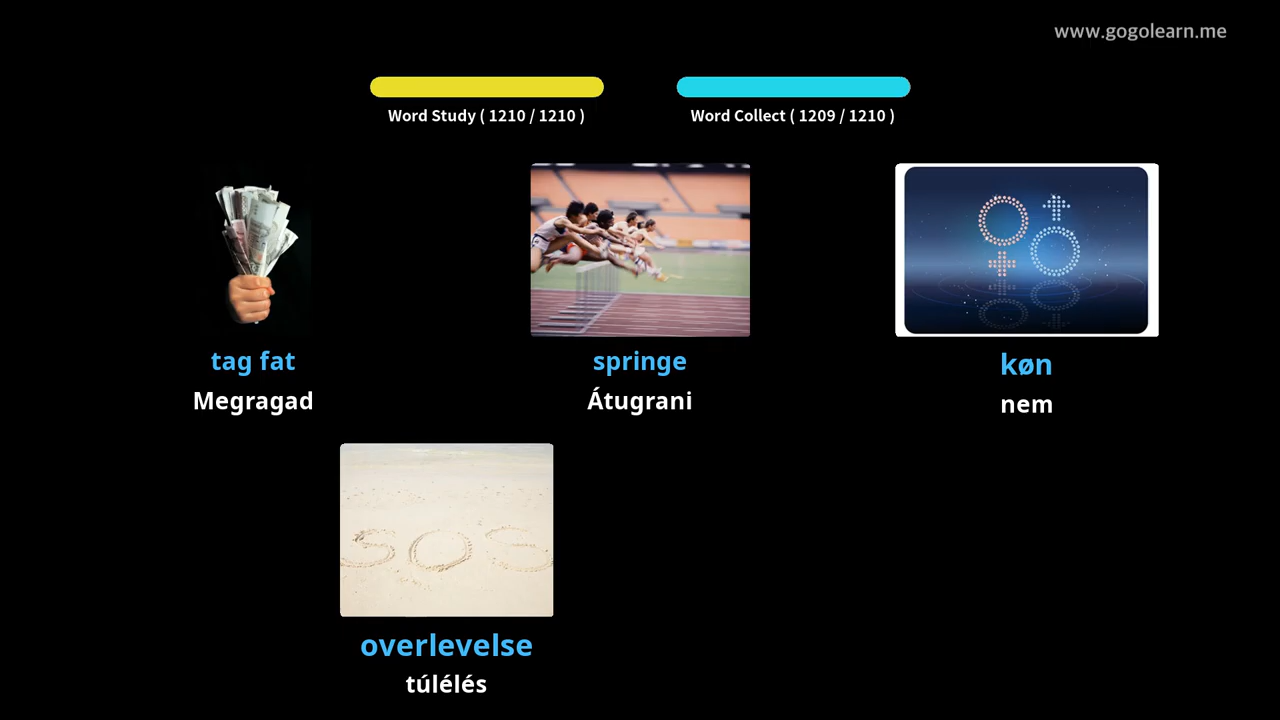 www.gogolearn.me
Word Study ( 1210 / 1210 )
Word Collect ( 1209 / 1210 )
tag fat
Megragad
springe
Átugrani
køn
nem
SOS
overlevelse
túlélés